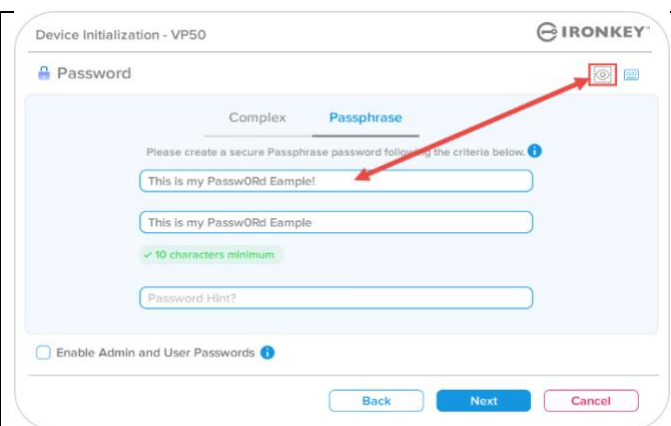 Device Initialization - VP50
IRONKEY
Password
Complex Passphrase
Please create a secure Passphrase password following the criteria below.
This is my Passw0Rd Eample!
This is my Passw0Rd Eample
✓ 10 characters minimum
Password Hint?
Enable Admin and User Passwords
Back Next Cancel